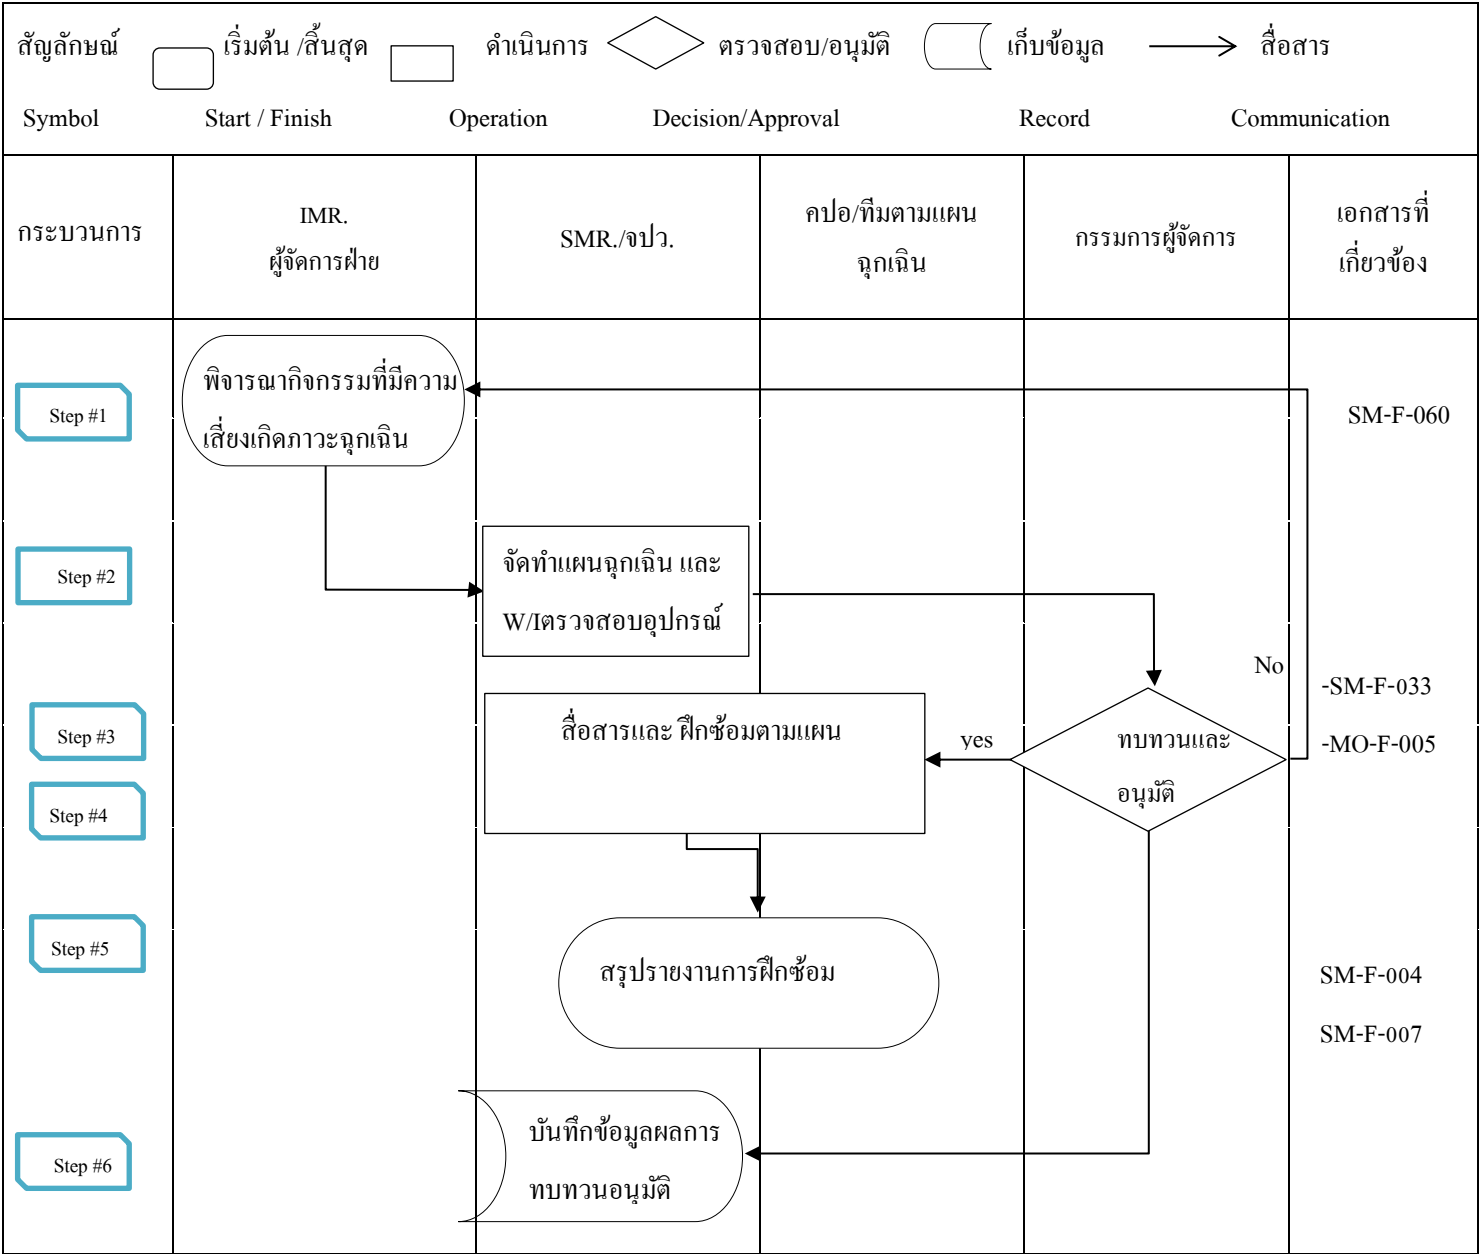 สัญลักษณ์ เริ่มต้น /สิ้นสุด ดำเนินการ ตรวจสอบ/อนุมัติ เก็บข้อมูล สื่อสาร
Symbol Start / Finish Operation Decision/Approval Record Communication
กระบวนการ
IMR.
ผู้จัดการฝ่าย
SMR./จปว.
คปอ/ทีมตามแผน
ฉุกเฉิน
กรรมการผู้จัดการ
เอกสารที่
เกี่ยวข้อง
Step #1
พิจารณากิจกรรมที่มีความ
เสี่ยงเกิดภาวะฉุกเฉิน
SM-F-060
Step #2
จัดทำแผนฉุกเฉิน และ
W/Iตรวจสอบอุปกรณ์
No
-SM-F-033
Step #3
สื่อสารและ ฝึกซ้อมตามแผน
yes
ทบทวนและ
อนุมัติ
-MO-F-005
Step #4
Step #5
สรุปรายงานการฝึกซ้อม
SM-F-004
SM-F-007
Step #6
บันทึกข้อมูลผลการ
ทบทวนอนุมัติ